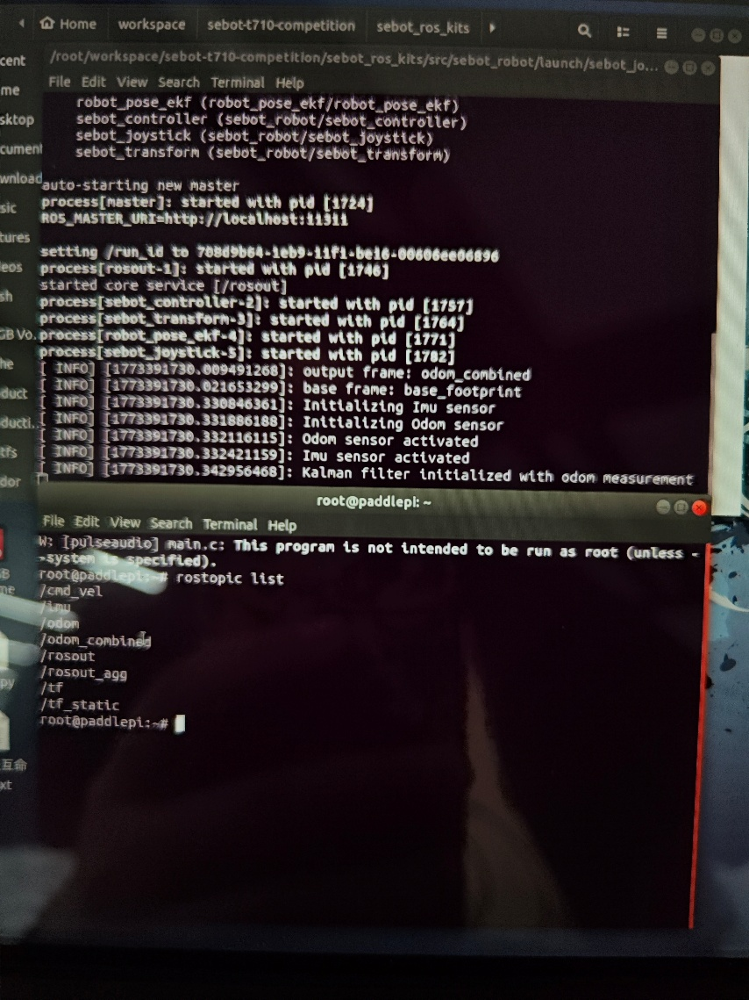 Home workspace sebot-t710-competition sebot_ros_kits
/root/workspace/sebot-t710-competition/sebot_ros_kits/src/sebot_robot/launch/sebot_jo...
File Edit View Search Terminal Help
robot_pose_ekf (robot_pose_ekf/robot_pose_ekf)
sebot_controller (sebot_robot/sebot_controller)
sebot_joystick (sebot_robot/sebot_joystick)
sebot_transform (sebot_robot/sebot_transform)
auto-starting new master
process[master]: started with pid [1724]
ROS_MASTER_URI=http://localhost:11311
setting /run_id to 708d9b64-1eb9-11f1-be16-00606ee06896
process[rosout-1]: started with pid [1746]
started core service [/rosout]
process[sebot_controller-2]: started with pid [1757]
process[sebot_transform-3]: started with pid [1764]
process[robot_pose_ekf-4]: started with pid [1771]
process[sebot_joystick-5]: started with pid [1782]
[ INFO] [1773391730.009491268]: output frame: odom_combined
[ INFO] [1773391730.021653299]: base frame: base_footprint
[ INFO] [1773391730.330846361]: Initializing Imu sensor
[ INFO] [1773391730.331886188]: Initializing Odom sensor
[ INFO] [1773391730.332116115]: Odom sensor activated
[ INFO] [1773391730.332421159]: Imu sensor activated
[ INFO] [1773391730.342956468]: Kalman filter initialized with odom measurement
root@paddlepi: ~
File Edit View Search Terminal Help
W: [pulseaudio] main.c: This program is not intended to be run as root (unless -
-system is specified).
root@paddlepi:~# rostopic list
/cmd_vel
/imu
/odom
/odom_combined
/rosout
/rosout_agg
/tf
/tf_static
root@paddlepi:~#
cent
me
sktop
cument
wnload
sic
tures
eos
sh
GB Vo.
he
duct
ducti..
tfs
dor
py
互命
xt